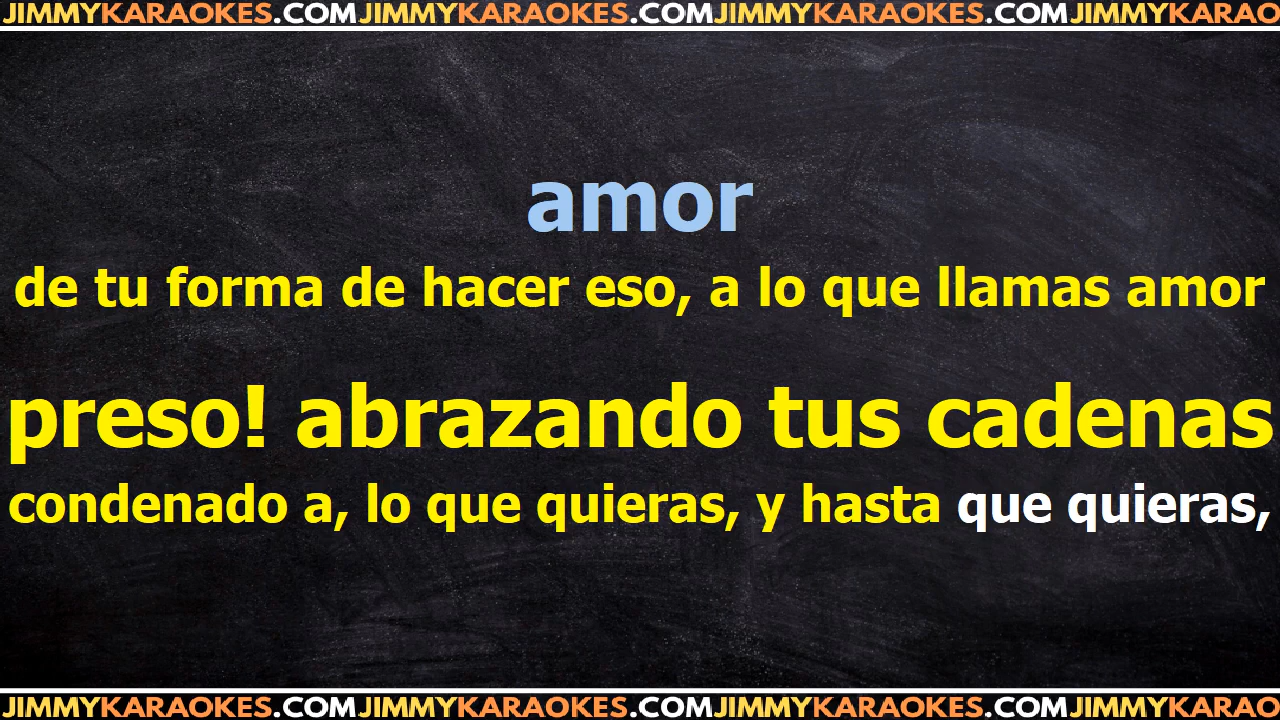 JIMMYKARAOKES.COMJIMMYKARAOKES.COMJIMMYKARAOKES.COMJIMMYKARAO
amor
de tu forma de hacer eso, a lo que llamas amor
preso! abrazando tus cadenas
condenado a, lo que quieras, y hasta que quieras,
JIMMYKARAOKES.COMJIMMYKARAOKES.COMJIMMYKARAOKES.COMJIMMYKARAO